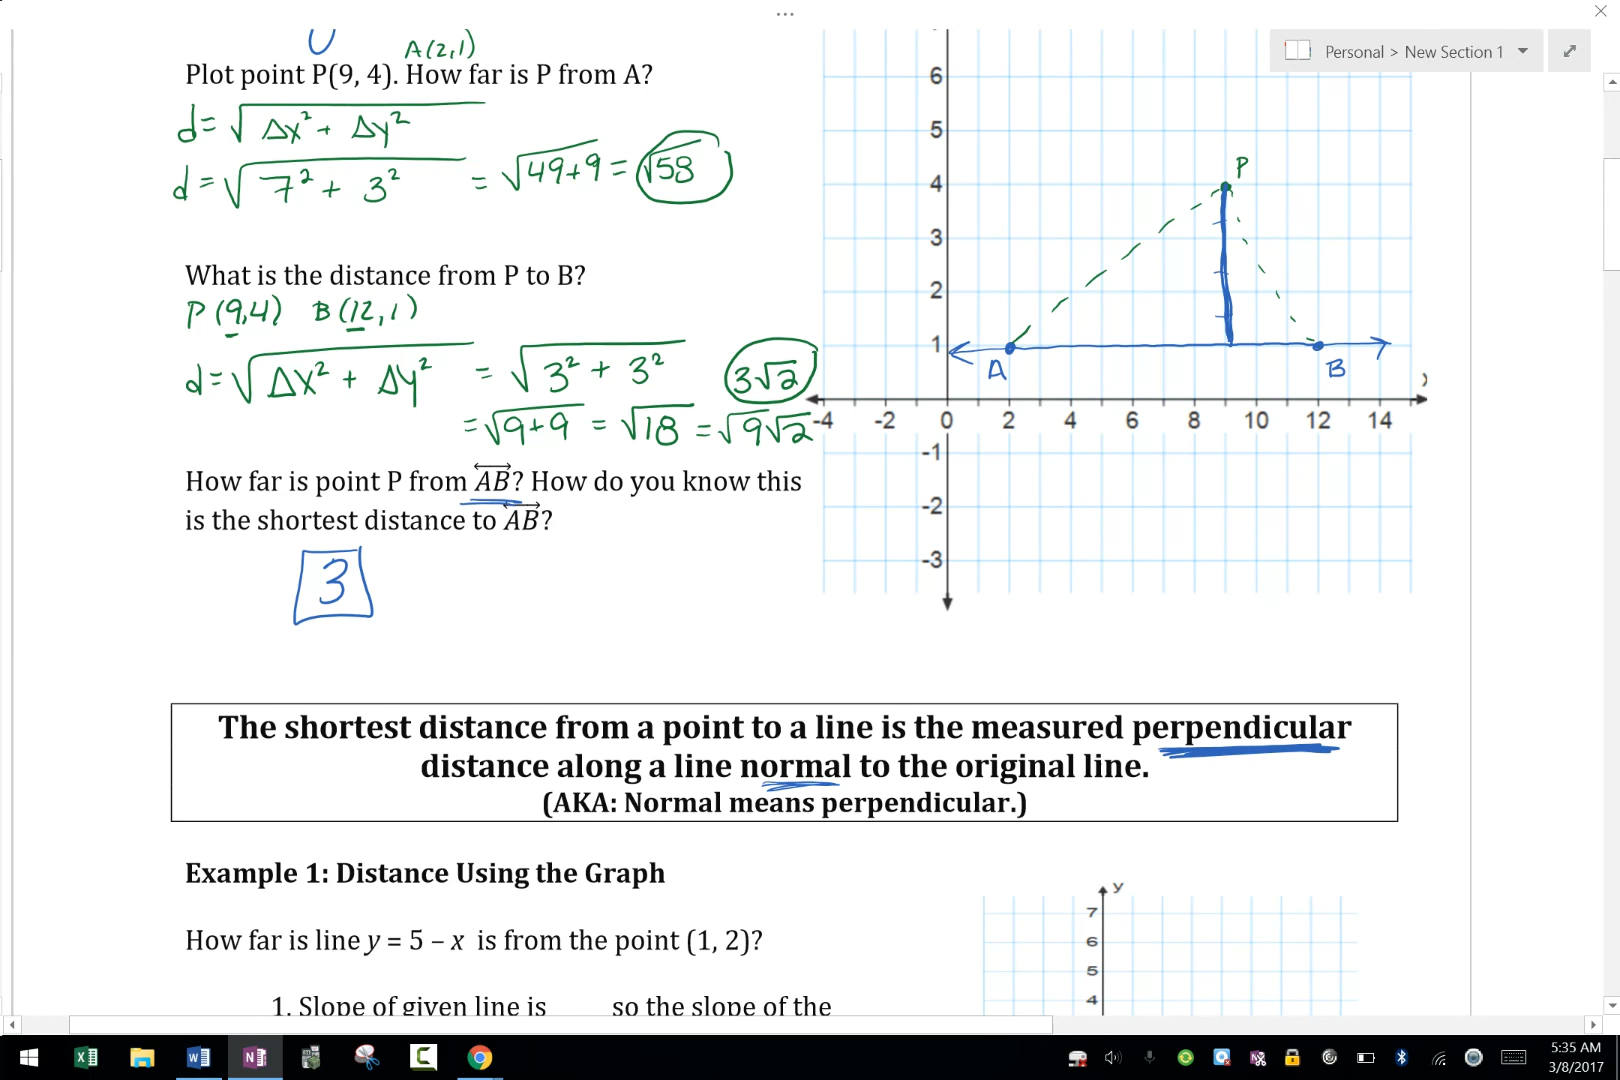 ...
Personal > New Section 1
A(2,1)
Plot point P(9, 4). How far is P from A?
d = √Δx² + Δy²
d = √7² + 3² = √49+9 = √58
What is the distance from P to B?
P(9,4) B(12,1)
d = √Δx² + Δy² = √3² + 3² 3√2
= √9+9 = √18 = √9√2
How far is point P from AB? How do you know this
is the shortest distance to AB?
3
6
5
4
3
2
1
P
A
B
-4 -2 0 2 4 6 8 10 12 14
-1
-2
-3
The shortest distance from a point to a line is the measured perpendicular
distance along a line normal to the original line.
(AKA: Normal means perpendicular.)
Example 1: Distance Using the Graph
How far is line y = 5 – x is from the point (1, 2)?
1. Slope of given line is so the slope of the
y
7
6
5
4
5:35 AM
3/8/2017